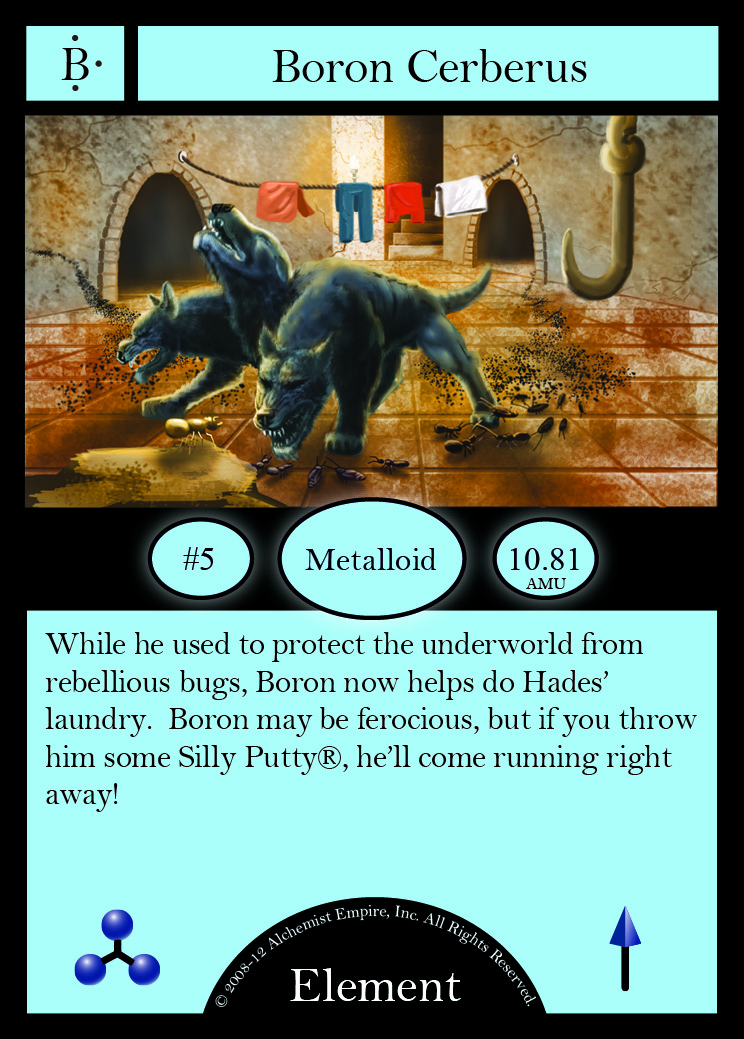 B
Boron Cerberus
#5
Metalloid
10.81
AMU
While he used to protect the underworld from
rebellious bugs, Boron now helps do Hades’
laundry.  Boron may be ferocious, but if you throw
him some Silly Putty®, he’ll come running right
away!
© 2008-12 Alchemist Empire, Inc. All Rights Reserved.
Element